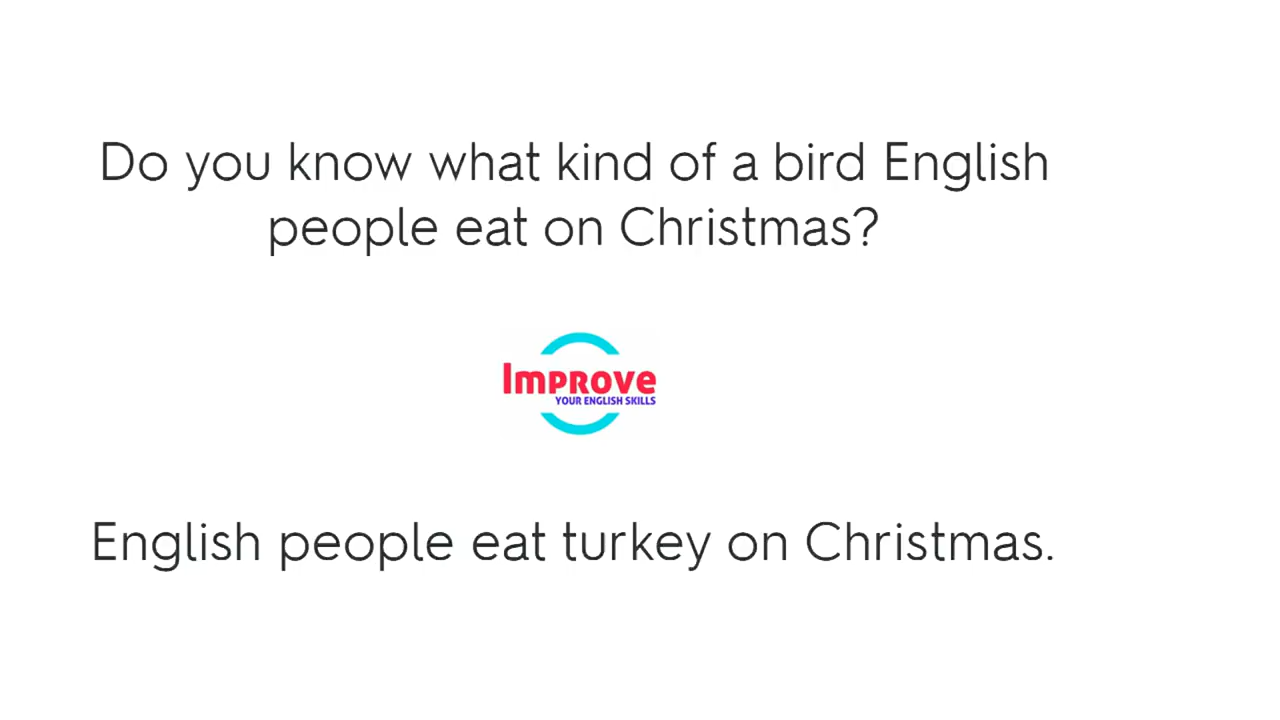 Do you know what kind of a bird English
people eat on Christmas?
Improve
YOUR ENGLISH SKILLS
English people eat turkey on Christmas.